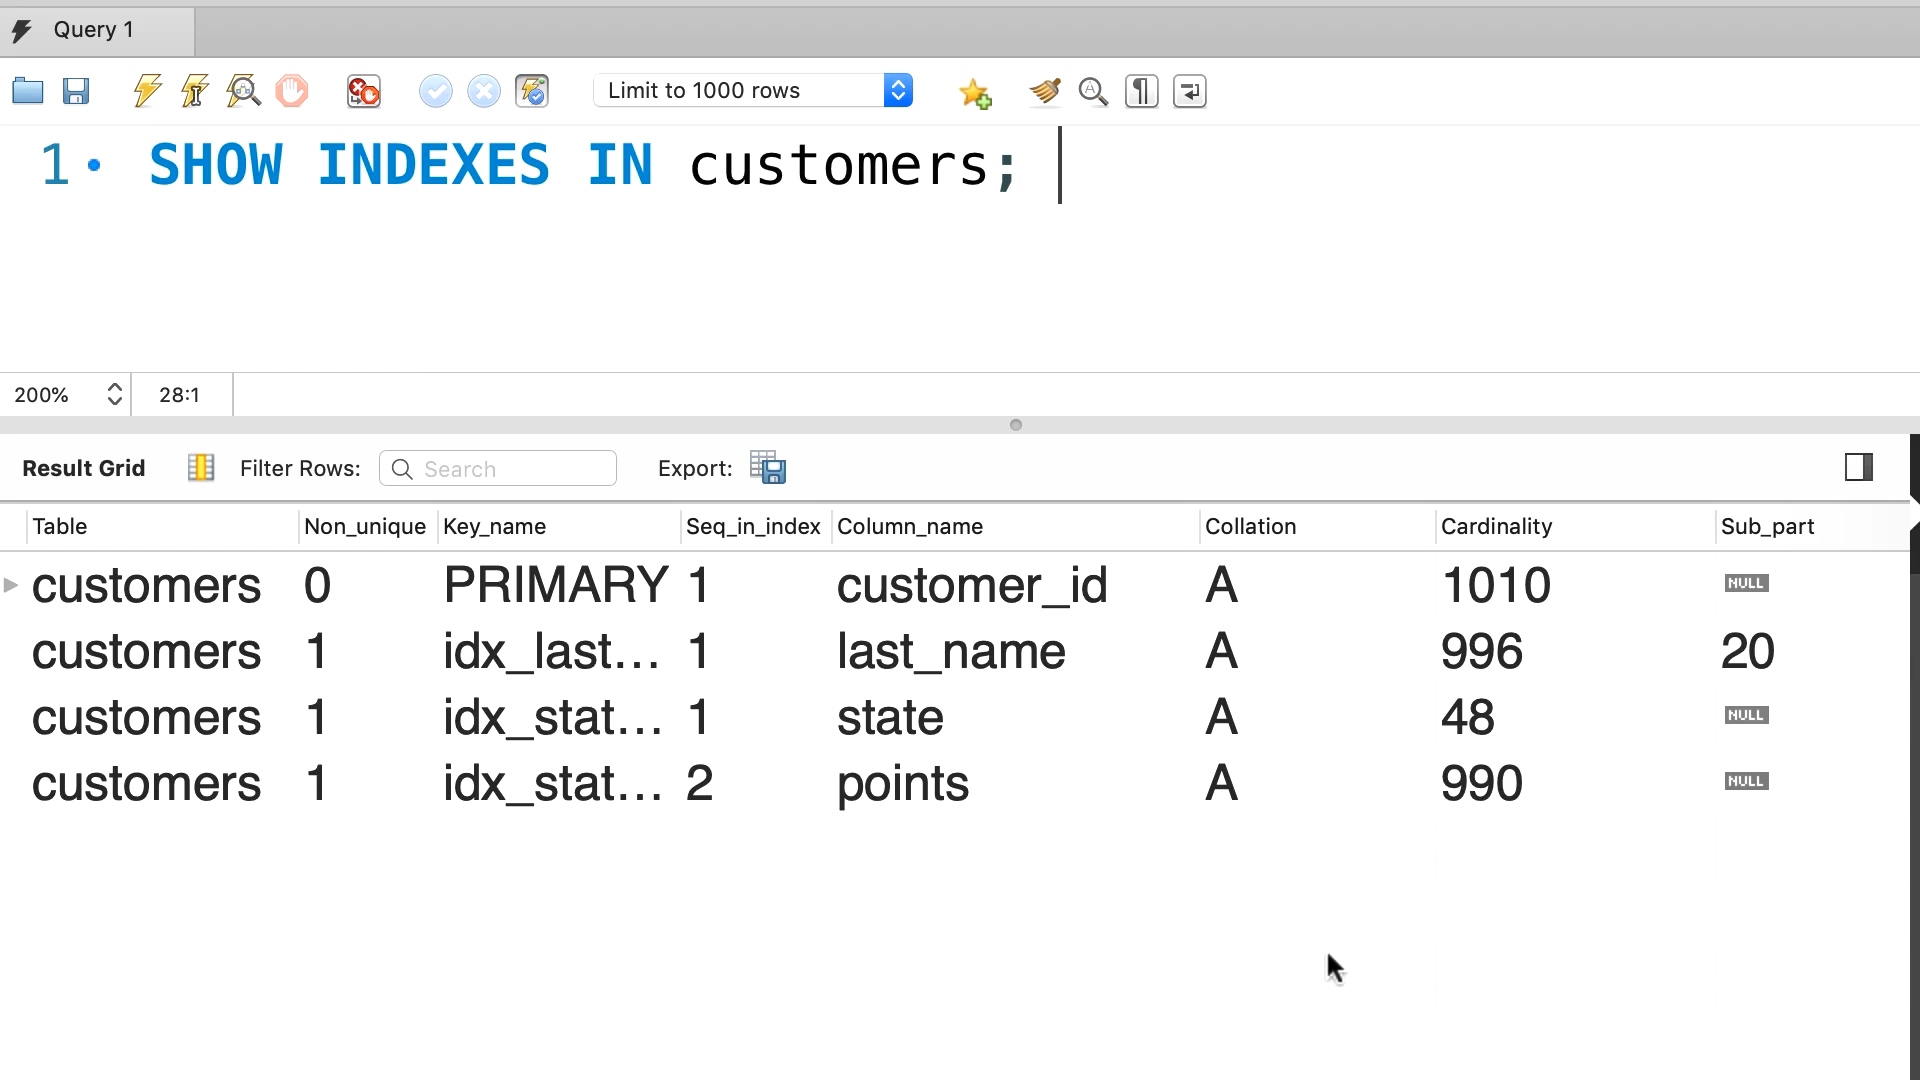 Query 1
Limit to 1000 rows
1 SHOW INDEXES IN customers;
200% 28:1
Result Grid Filter Rows: Search Export:
Table Non_unique Key_name Seq_in_index Column_name Collation Cardinality Sub_part
customers 0 PRIMARY 1 customer_id A 1010 NULL
customers 1 idx_last... 1 last_name A 996 20
customers 1 idx_stat... 1 state A 48 NULL
customers 1 idx_stat... 2 points A 990 NULL